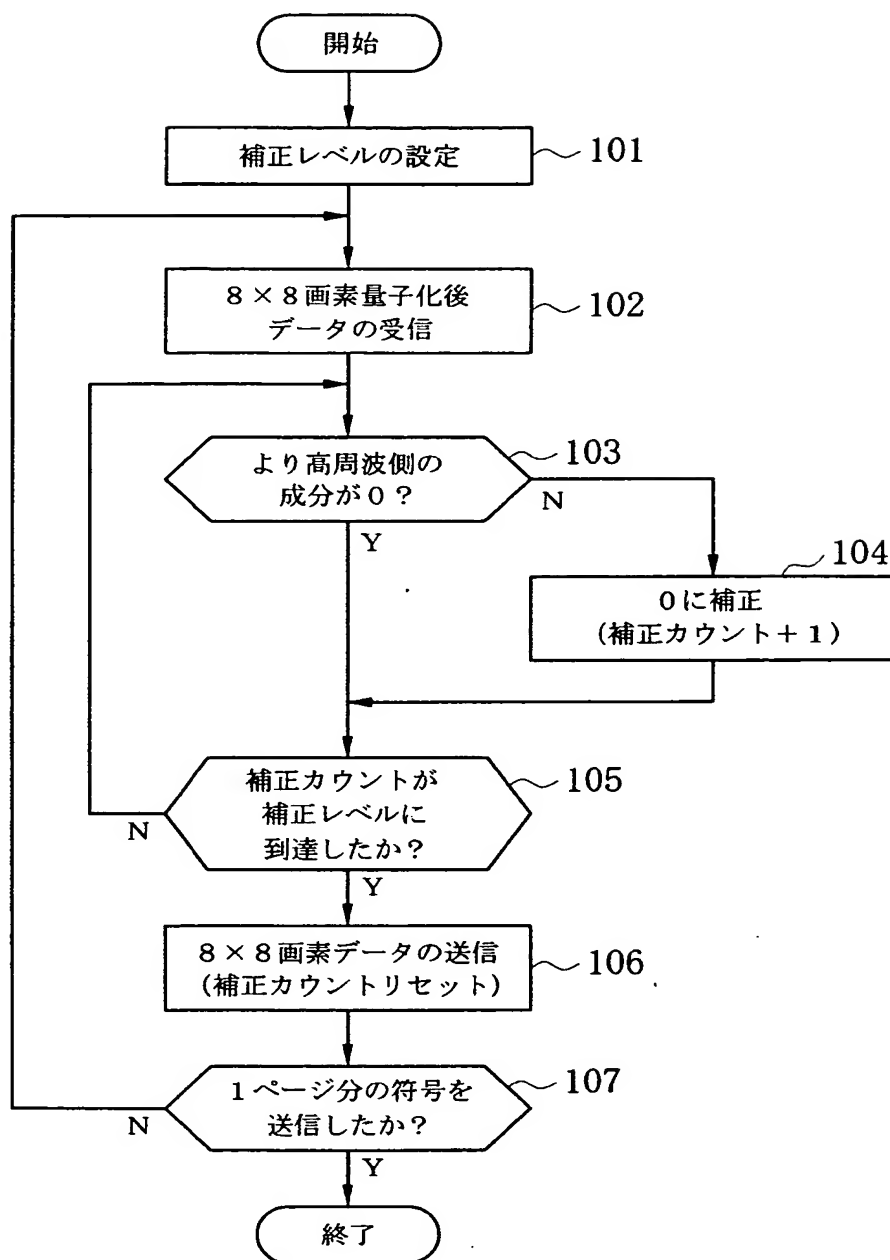 開始
補正レベルの設定
101
8×8画素量子化後
データの受信
102
より高周波側の
成分が0?
103
N
Y
104
0に補正
(補正カウント+1)
補正カウントが
補正レベルに
到達したか?
105
N
Y
8×8画素データの送信
(補正カウントリセット)
106
1ページ分の符号を
送信したか?
107
N
Y
終了